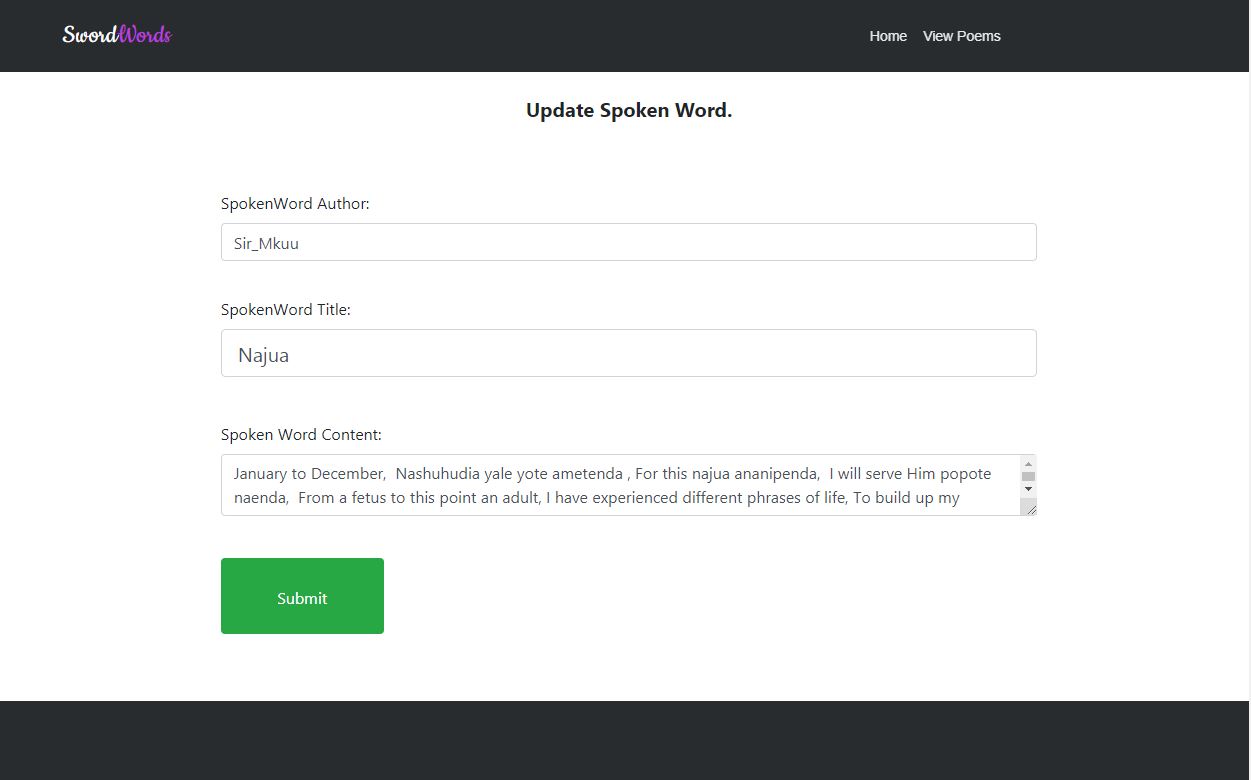 SwordWords
Home View Poems
Update Spoken Word.
SpokenWord Author:
Sir_Mkuu
SpokenWord Title:
Najua
Spoken Word Content:
January to December,  Nashuhudia yale yote ametenda , For this najua ananipenda,  I will serve Him popote
naenda,  From a fetus to this point an adult, I have experienced different phrases of life, To build up my
Submit